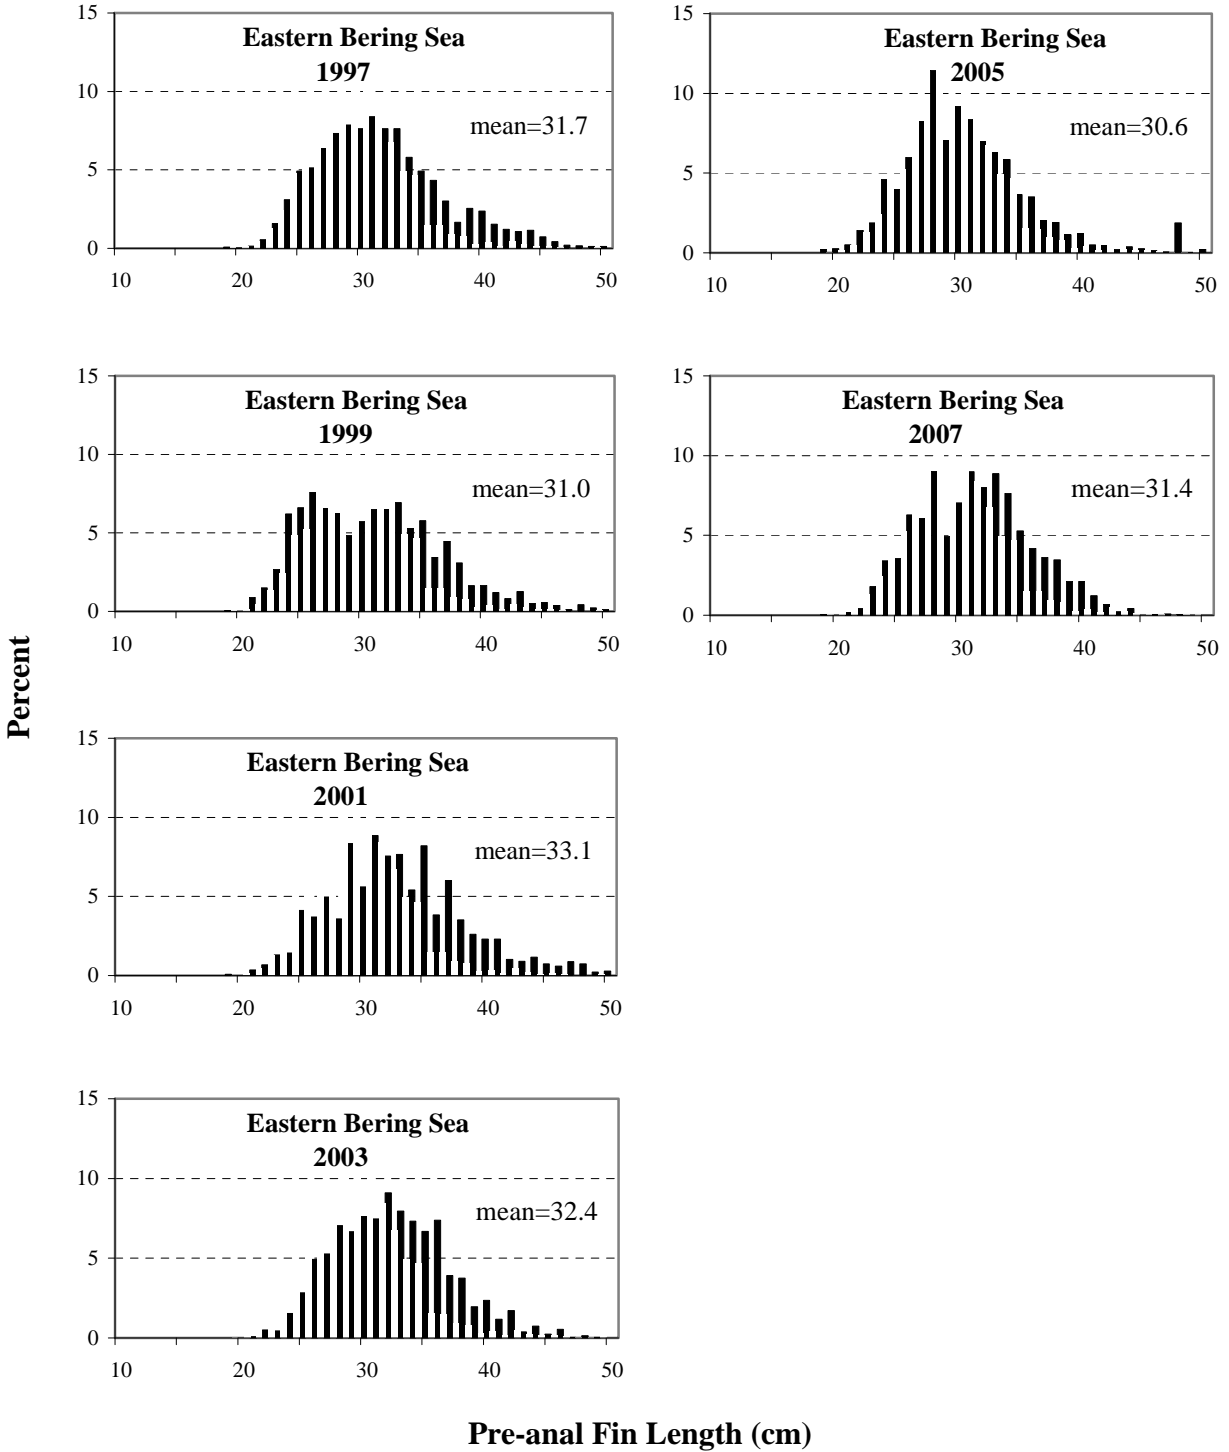 Eastern Bering Sea
1997
mean=31.7
15
10
5
0
10 20 30 40 50
Eastern Bering Sea
2005
mean=30.6
15
10
5
0
10 20 30 40 50
Eastern Bering Sea
1999
mean=31.0
15
10
5
0
10 20 30 40 50
Eastern Bering Sea
2007
mean=31.4
15
10
5
0
10 20 30 40 50
Percent
Eastern Bering Sea
2001
mean=33.1
15
10
5
0
10 20 30 40 50
Eastern Bering Sea
2003
mean=32.4
15
10
5
0
10 20 30 40 50
Pre-anal Fin Length (cm)